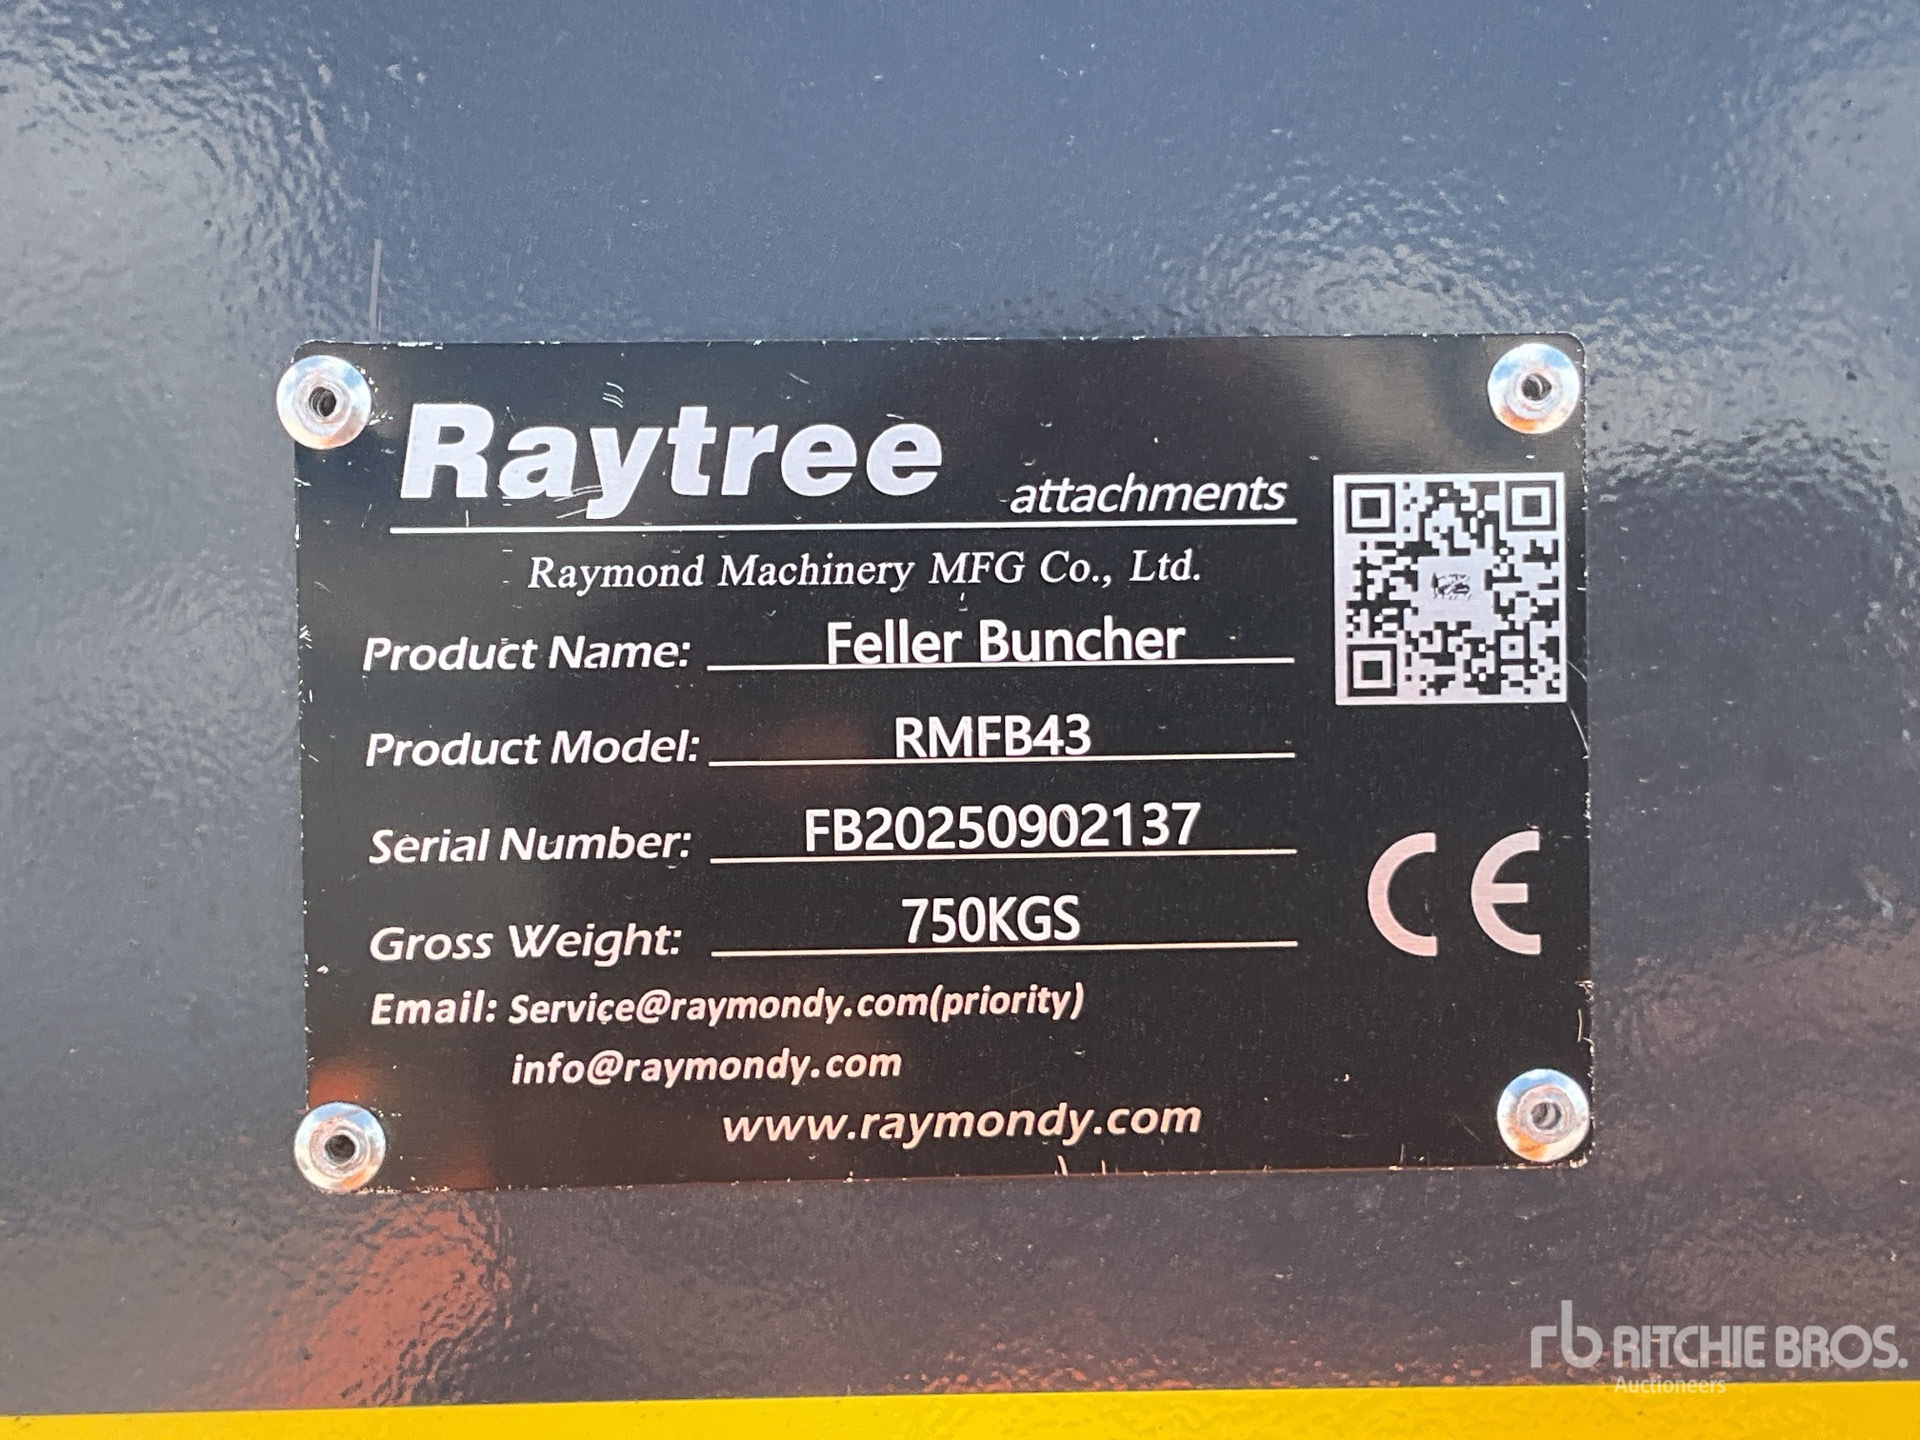 Raytree attachments
Raymond Machinery MFG Co., Ltd.
Product Name: Feller Buncher
Product Model: RMFB43
Serial Number: FB20250902137
Gross Weight: 750KGS
Email: Service@raymondy.com(priority)
info@raymondy.com
www.raymondy.com
CE
rb RITCHIE BROS.
Auctioneers